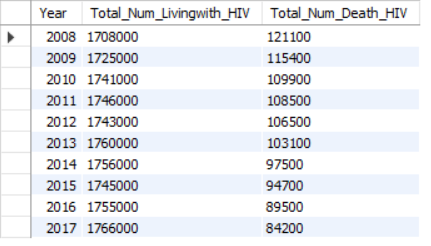 Year Total_Num_Livingwith_HIV Total_Num_Death_HIV
2008 1708000 121100
2009 1725000 115400
2010 1741000 109900
2011 1746000 108500
2012 1743000 106500
2013 1760000 103100
2014 1756000 97500
2015 1745000 94700
2016 1755000 89500
2017 1766000 84200